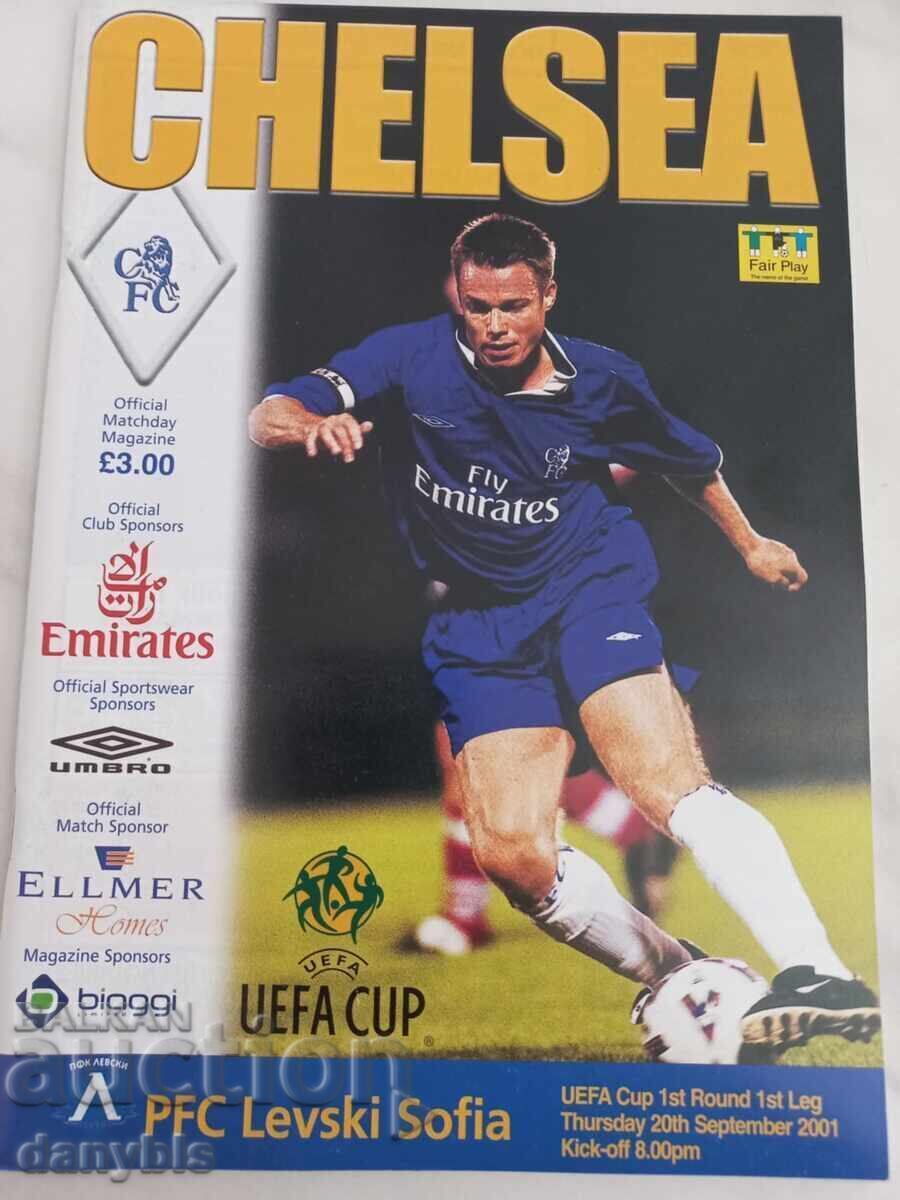 CHELSEA
CFC
Fair Play
The name of the game
Official
Matchday
Magazine
£3.00
Official
Club Sponsors
Emirates
Official Sportswear
Sponsors
UMBRO
Official
Match Sponsor
ELLMER
Homes
Magazine Sponsors
bioggi
Fly
Emirates
CFC
UEFA
UEFA CUP
®
BALKAN
auction
danybls
ПФК ЛЕВСКИ
Λ
PFC Levski Sofia
UEFA Cup 1st Round 1st Leg
Thursday 20th September 2001
Kick-off 8.00pm